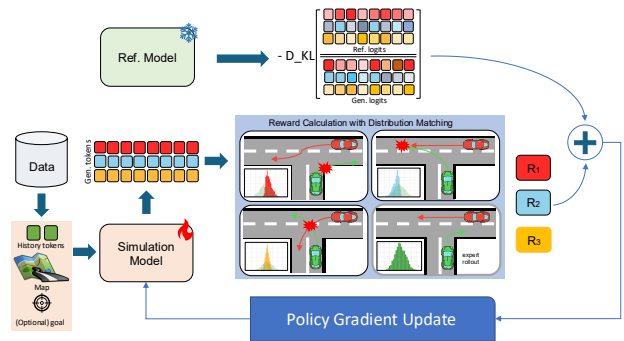 Ref. Model
- D_KL
Ref. logits
Gen. logits
Reward Calculation with Distribution Matching
Data
Gen. tokens
R1
R2
R3
History tokens
Map
(Optional) goal
Simulation
Model
expert
rollout
Policy Gradient Update